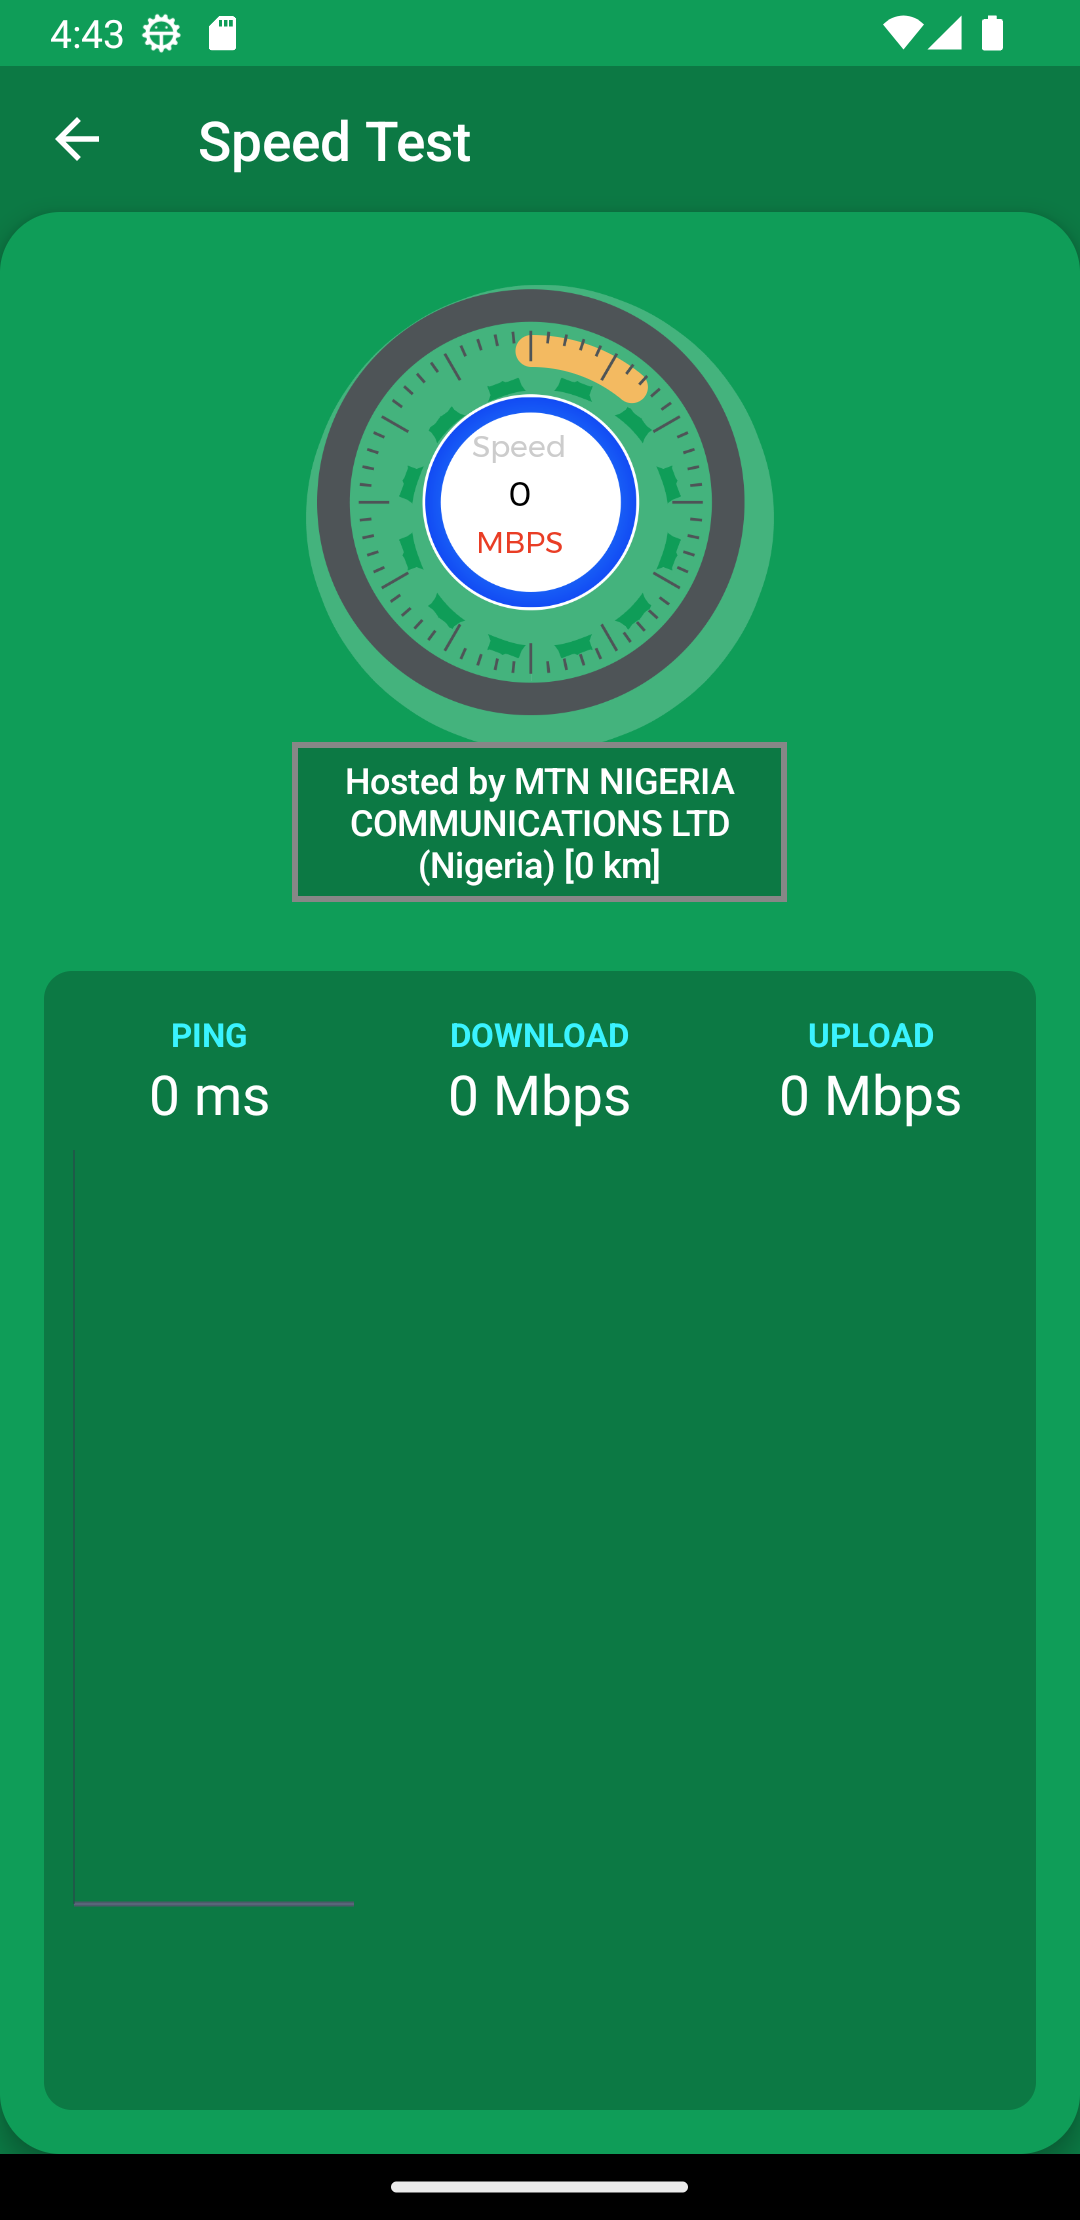 4:43
Speed Test
Speed
0
MBPS
Hosted by MTN NIGERIA
COMMUNICATIONS LTD
(Nigeria) [0 km]
PING DOWNLOAD UPLOAD
0 ms 0 Mbps 0 Mbps